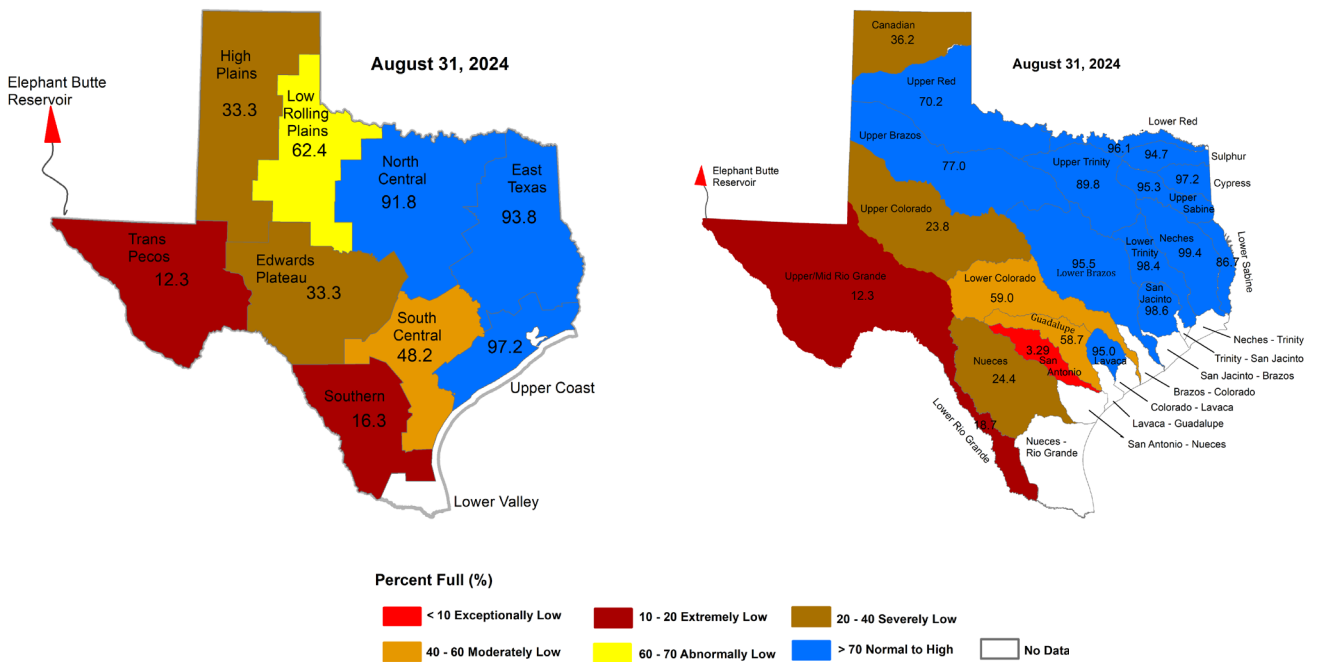 August 31, 2024
Elephant Butte
Reservoir
High
Plains
33.3
Low
Rolling
Plains
62.4
North
Central
91.8
East
Texas
93.8
Trans
Pecos
12.3
Edwards
Plateau
33.3
South
Central
48.2
97.2
Upper Coast
Southern
16.3
Lower Valley
August 31, 2024
Elephant Butte
Reservoir
Canadian
36.2
Upper Red
70.2
Upper Brazos
77.0
Lower Red
96.1
Upper Trinity
89.8
94.7
Sulphur
97.2
Cypress
95.3
Upper
Sabine
Upper Colorado
23.8
Neches
99.4
Lower
Trinity
98.4
86.7
Lower Sabine
95.5
Lower Brazos
San
Jacinto
98.6
Upper/Mid Rio Grande
12.3
Lower Colorado
59.0
Guadalupe
58.7
3.29
San
Antonio
95.0
Lavaca
Nueces
24.4
18.7
Lower Rio Grande
Nueces -
Rio Grande
Neches - Trinity
Trinity - San Jacinto
San Jacinto - Brazos
Brazos - Colorado
Colorado - Lavaca
Lavaca - Guadalupe
San Antonio - Nueces
Percent Full (%)
< 10 Exceptionally Low
10 - 20 Extremely Low
20 - 40 Severely Low
40 - 60 Moderately Low
60 - 70 Abnormally Low
> 70 Normal to High
No Data